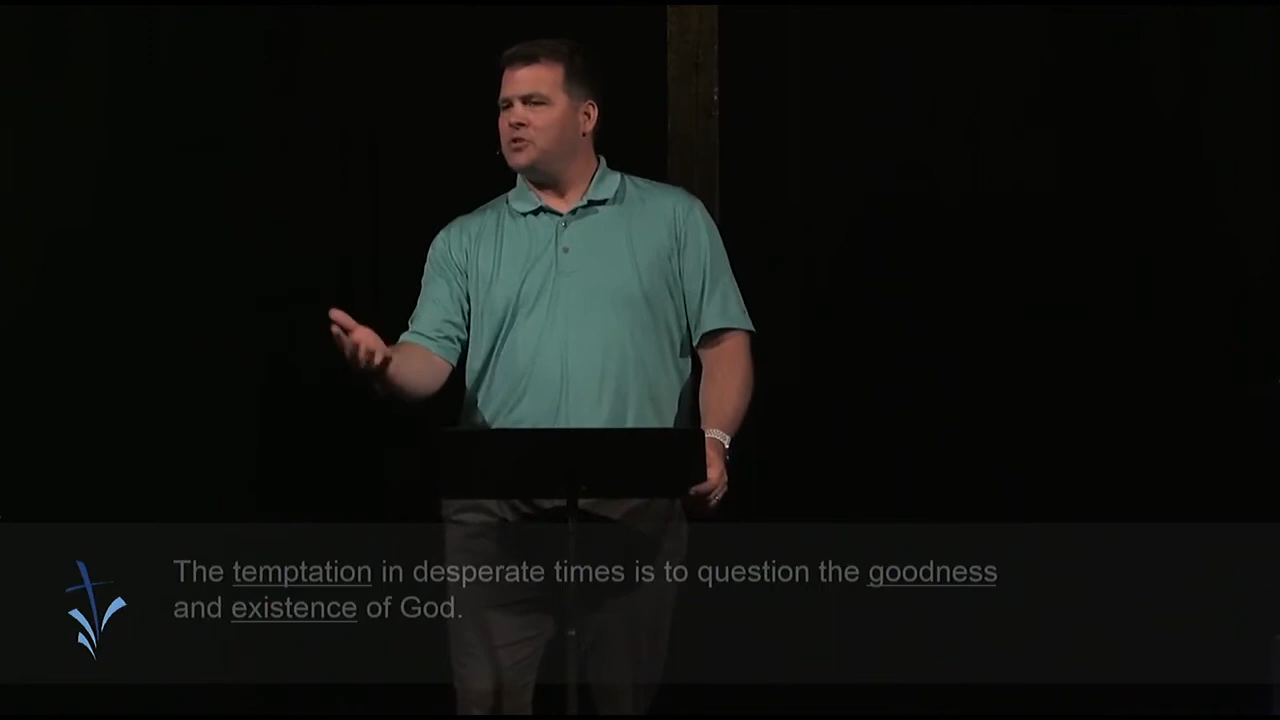 The temptation in desperate times is to question the goodness
and existence of God.